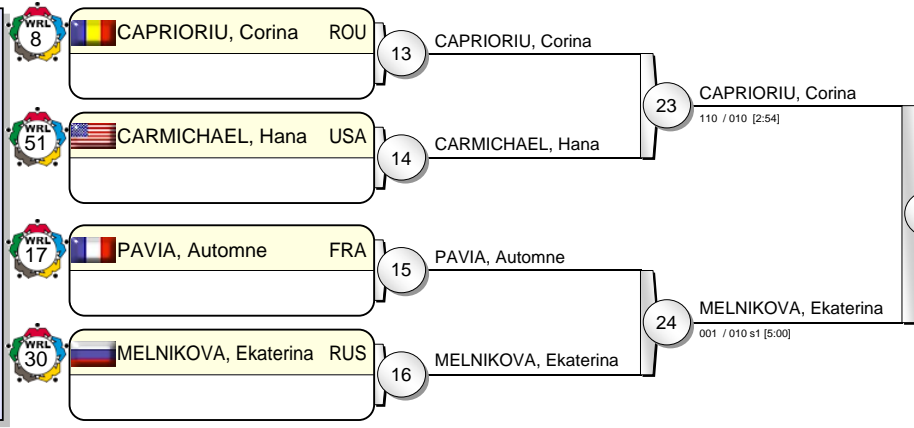 WRL
8
CAPRIORIU, Corina ROU
13
CAPRIORIU, Corina
23
CAPRIORIU, Corina
110 / 010 [2:54]
WRL
51
CARMICHAEL, Hana USA
14
CARMICHAEL, Hana
WRL
17
PAVIA, Automne FRA
15
PAVIA, Automne
24
MELNIKOVA, Ekaterina
001 / 010 s1 [5:00]
WRL
30
MELNIKOVA, Ekaterina RUS
16
MELNIKOVA, Ekaterina